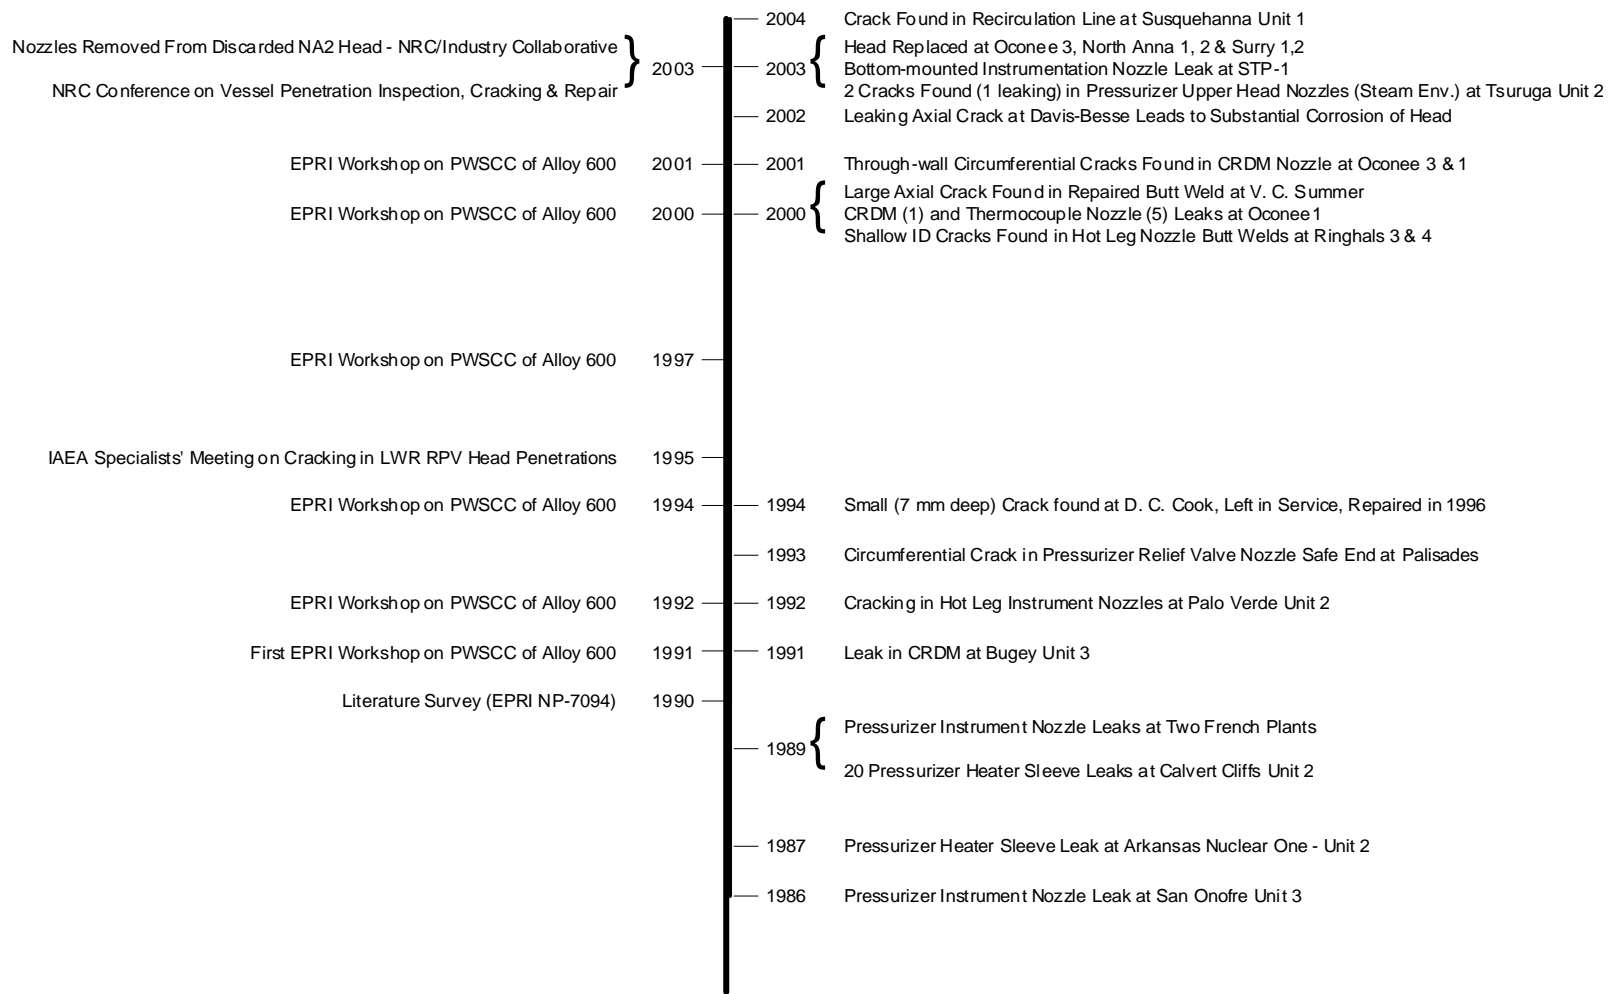 2004 Crack Found in Recirculation Line at Susquehanna Unit 1
Nozzles Removed From Discarded NA2 Head - NRC/Industry Collaborative
Head Replaced at Oconee 3, North Anna 1, 2 & Surry 1,2
2003 2003 Bottom-mounted Instrumentation Nozzle Leak at STP-1
NRC Conference on Vessel Penetration Inspection, Cracking & Repair
2 Cracks Found (1 leaking) in Pressurizer Upper Head Nozzles (Steam Env.) at Tsuruga Unit 2
2002 Leaking Axial Crack at Davis-Besse Leads to Substantial Corrosion of Head
EPRI Workshop on PWSCC of Alloy 600 2001 2001 Through-wall Circumferential Cracks Found in CRDM Nozzle at Oconee 3 & 1
Large Axial Crack Found in Repaired Butt Weld at V. C. Summer
EPRI Workshop on PWSCC of Alloy 600 2000 2000 CRDM (1) and Thermocouple Nozzle (5) Leaks at Oconee 1
Shallow ID Cracks Found in Hot Leg Nozzle Butt Welds at Ringhals 3 & 4
EPRI Workshop on PWSCC of Alloy 600 1997
IAEA Specialists' Meeting on Cracking in LWR RPV Head Penetrations 1995
EPRI Workshop on PWSCC of Alloy 600 1994 1994 Small (7 mm deep) Crack found at D. C. Cook, Left in Service, Repaired in 1996
1993 Circumferential Crack in Pressurizer Relief Valve Nozzle Safe End at Palisades
EPRI Workshop on PWSCC of Alloy 600 1992 1992 Cracking in Hot Leg Instrument Nozzles at Palo Verde Unit 2
First EPRI Workshop on PWSCC of Alloy 600 1991 1991 Leak in CRDM at Bugey Unit 3
Literature Survey (EPRI NP-7094) 1990
Pressurizer Instrument Nozzle Leaks at Two French Plants
1989
20 Pressurizer Heater Sleeve Leaks at Calvert Cliffs Unit 2
1987 Pressurizer Heater Sleeve Leak at Arkansas Nuclear One - Unit 2
1986 Pressurizer Instrument Nozzle Leak at San Onofre Unit 3